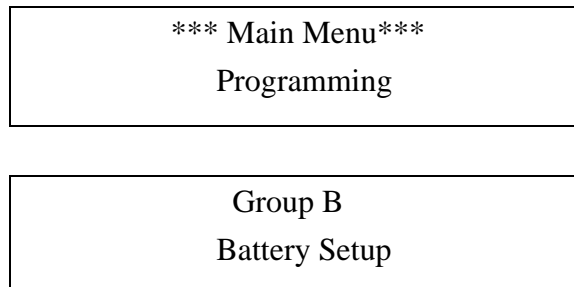 *** Main Menu***
Programming
Group B
Battery Setup